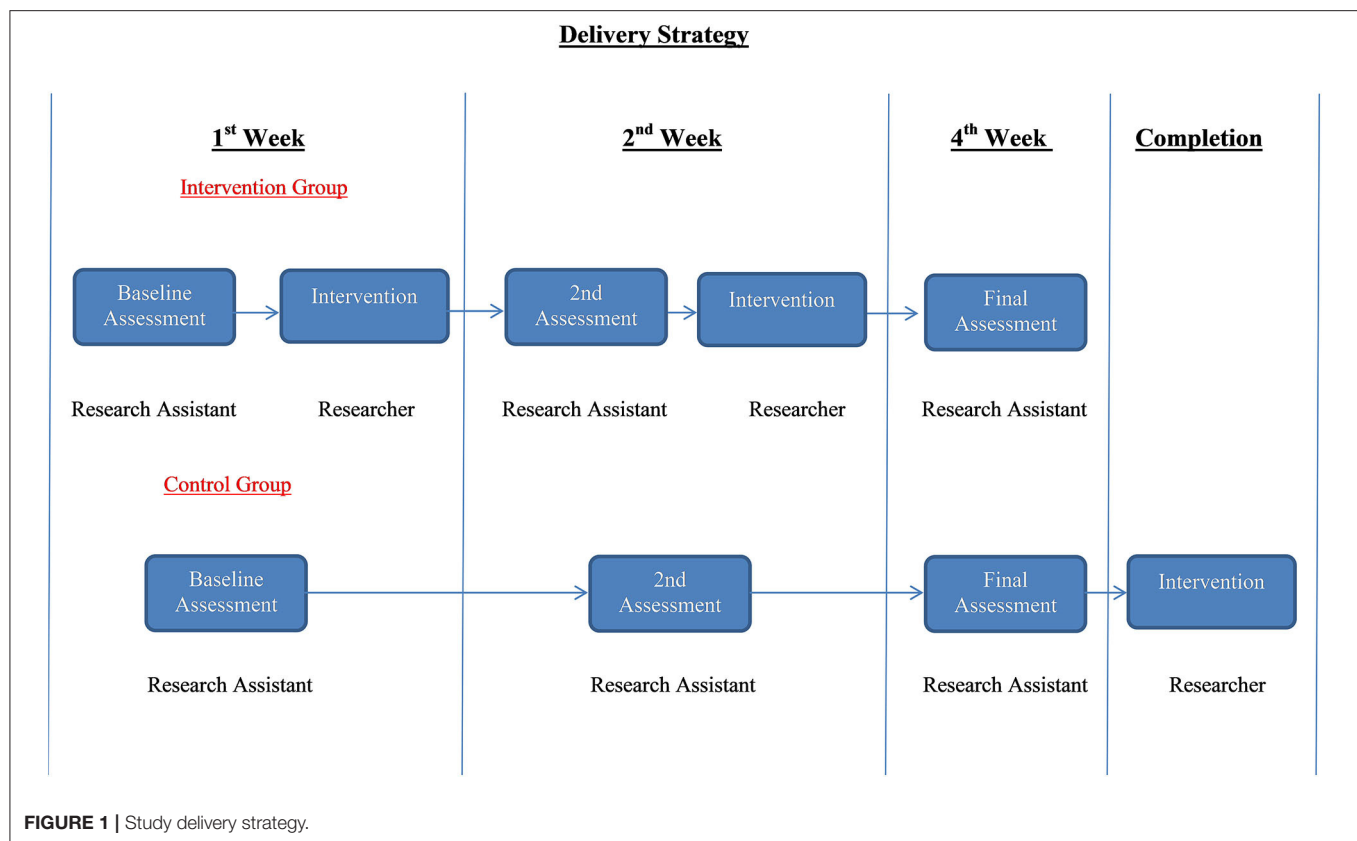 Delivery Strategy
1st Week
2nd Week
4th Week
Completion
Intervention Group
Baseline
Assessment
Intervention
2nd
Assessment
Intervention
Final
Assessment
Research Assistant
Researcher
Research Assistant
Researcher
Research Assistant
Control Group
Baseline
Assessment
2nd
Assessment
Final
Assessment
Intervention
Research Assistant
Research Assistant
Research Assistant
Researcher
FIGURE 1 | Study delivery strategy.